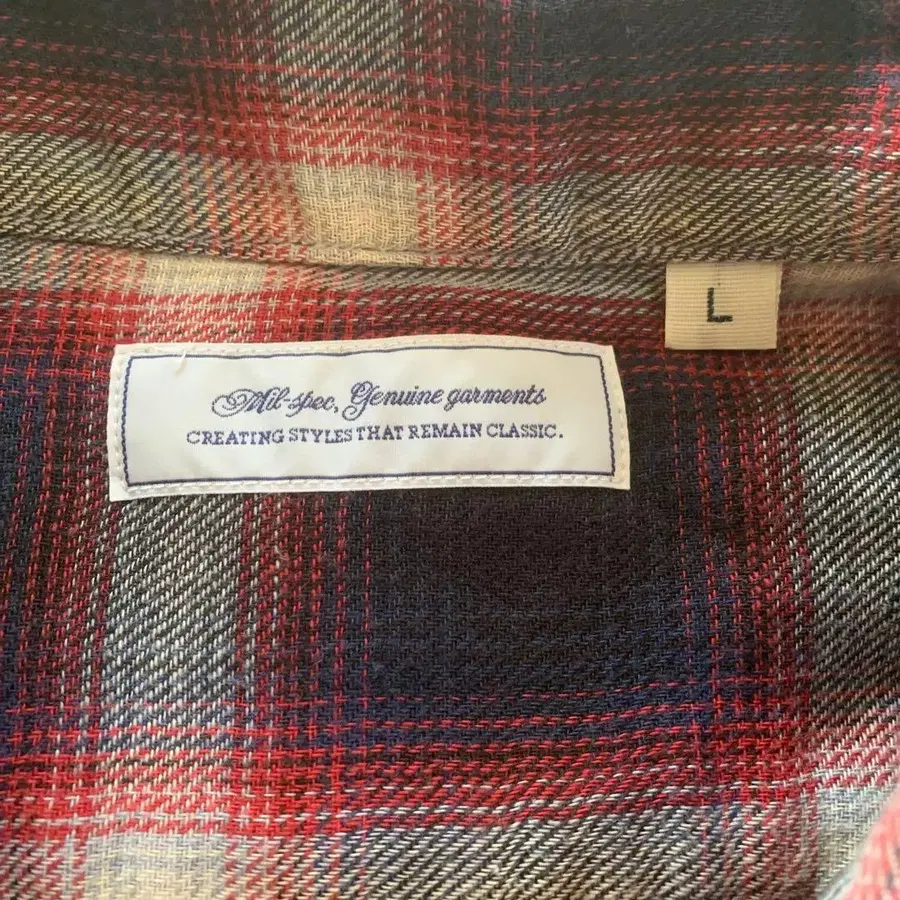 L
Mil-spec, Genuine garments
CREATING STYLES THAT REMAIN CLASSIC.